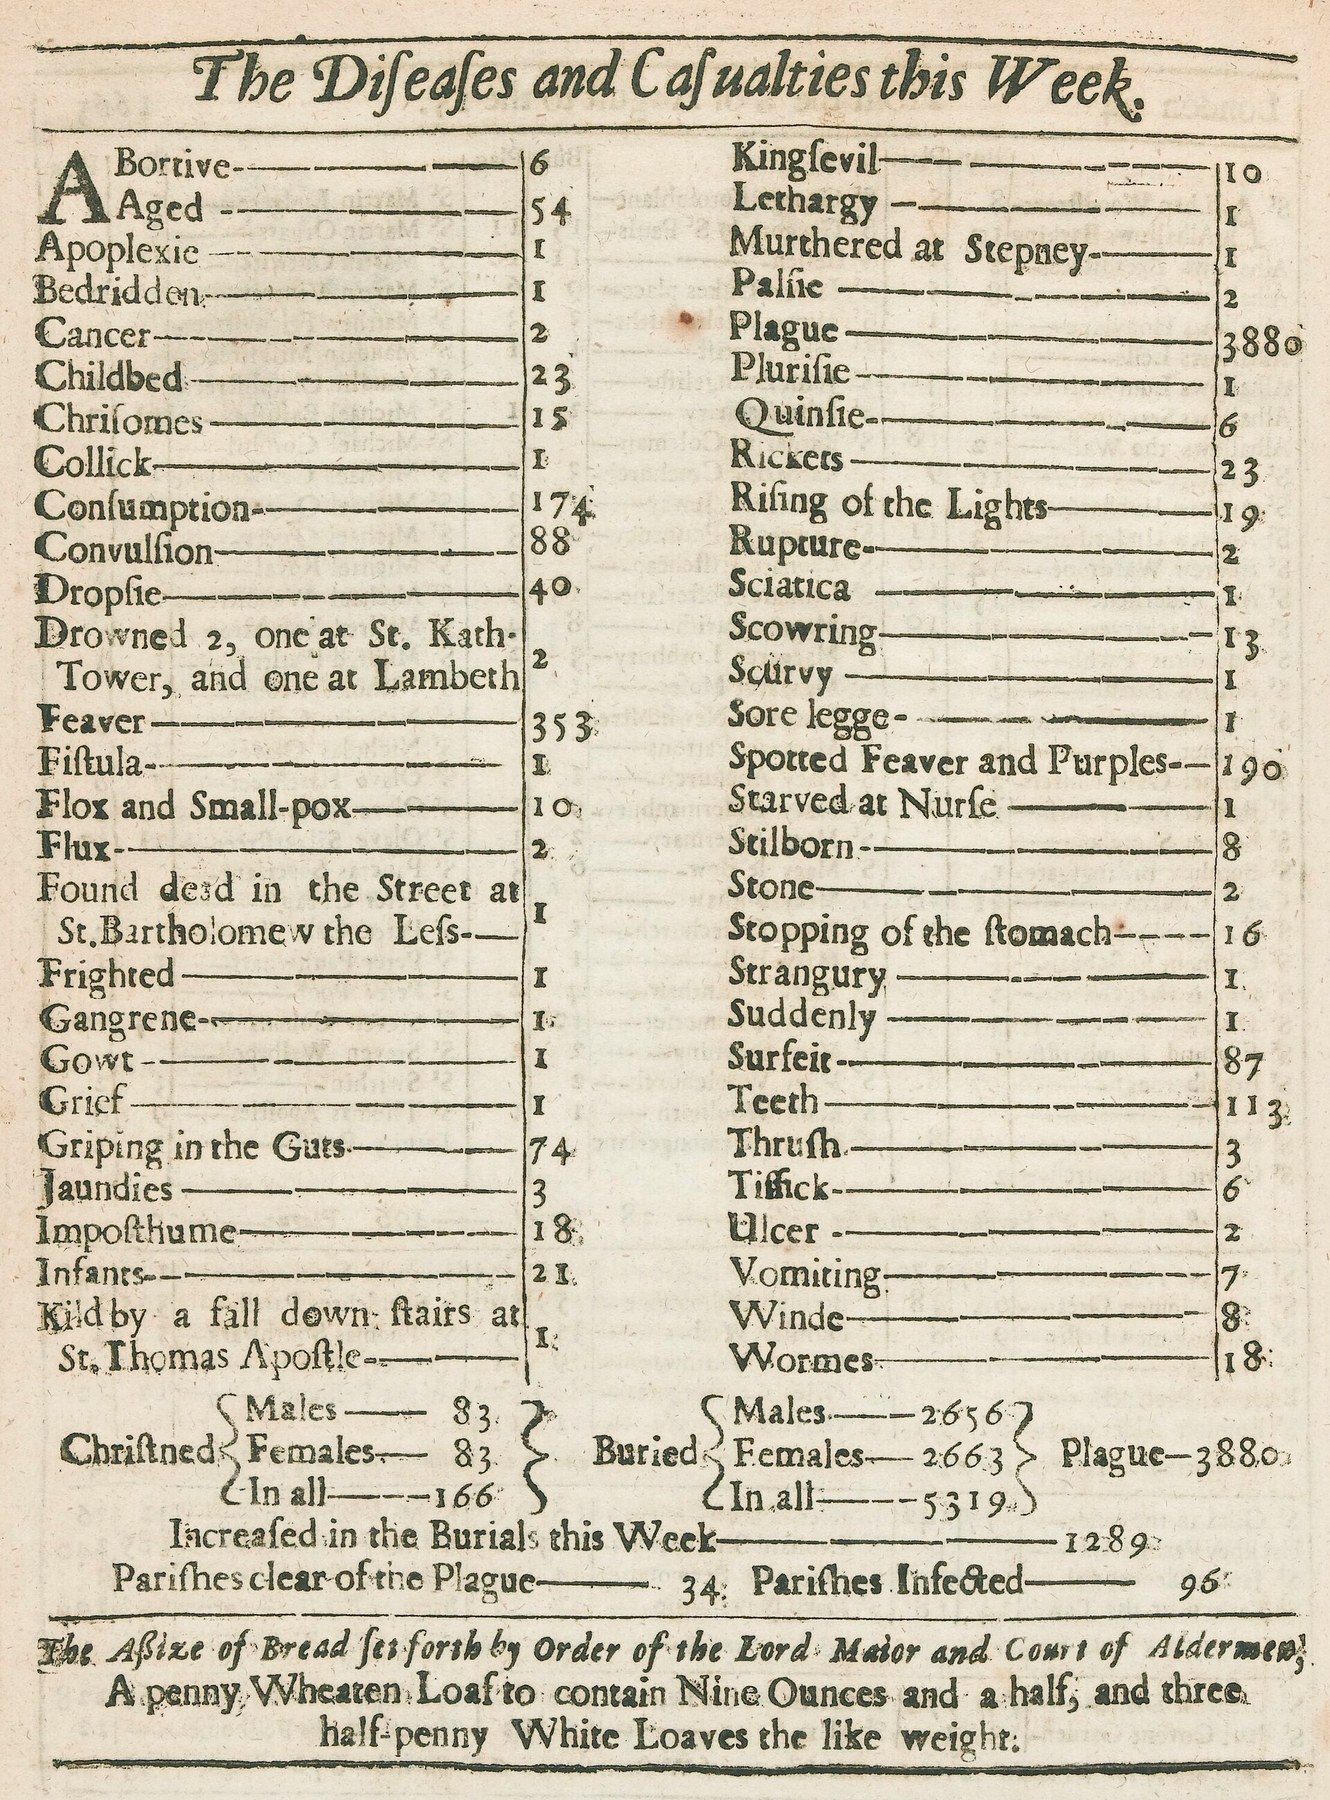 The Diſeaſes and Caſualties this Week.
ABortive 6
Aged 54
Apoplexie 1
Bedridden 1
Cancer 2
Childbed 23
Chriſomes 15
Collick 1
Conſumption 174
Convulſion 88
Dropſie 40
Drowned 2, one at St. Kath-
Tower, and one at Lambeth 2
Feaver 353
Fiſtula 1
Flox and Small-pox 10
Flux 2
Found dead in the Street at
St. Bartholomew the Leſs 1
Frighted 1
Gangrene 1
Gowt 1
Grief 1
Griping in the Guts 74
Jaundies 3
Impoſthume 18
Infants 21
Kild by a fall down ſtairs at
St. Thomas Apoſtle 1
Kingſevil 10
Lethargy 1
Murthered at Stepney 1
Palſie 2
Plague 3880
Pluriſie 1
Quinſie 6
Rickets 23
Riſing of the Lights 19
Rupture 2
Sciatica 1
Scowring 13
Scurvy 1
Sore legge 1
Spotted Feaver and Purples 190
Starved at Nurſe 1
Stilborn 8
Stone 2
Stopping of the ſtomach 16
Strangury 1
Suddenly 1
Surfeit 87
Teeth 113
Thruſh 3
Tiſſick 6
Ulcer 2
Vomiting 7
Winde 8
Wormes 18
Chriſtned
Males 83
Females 83
In all 166
Buried
Males 2656
Females 2663
In all 5319
Plague 3880
Increaſed in the Burials this Week 1289
Pariſhes clear of the Plague 34 Pariſhes Infected 96
The Aſsize of Bread ſet forth by Order of the Lord Maior and Court of Aldermen,
A penny Wheaten Loaf to contain Nine Ounces and a half, and three
half-penny White Loaves the like weight.